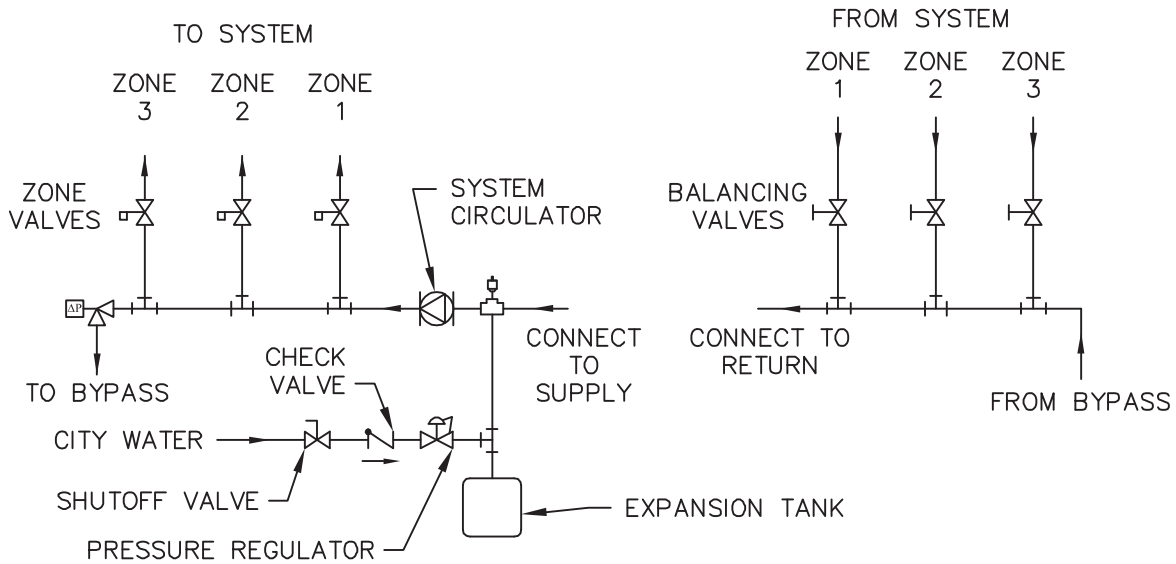 TO SYSTEM
ZONE
3
ZONE
2
ZONE
1
ZONE
VALVES
SYSTEM
CIRCULATOR
ΔP
TO BYPASS
CONNECT
TO
SUPPLY
CHECK
VALVE
CITY WATER
SHUTOFF VALVE
PRESSURE REGULATOR
EXPANSION TANK
FROM SYSTEM
ZONE
1
ZONE
2
ZONE
3
BALANCING
VALVES
CONNECT TO
RETURN
FROM BYPASS